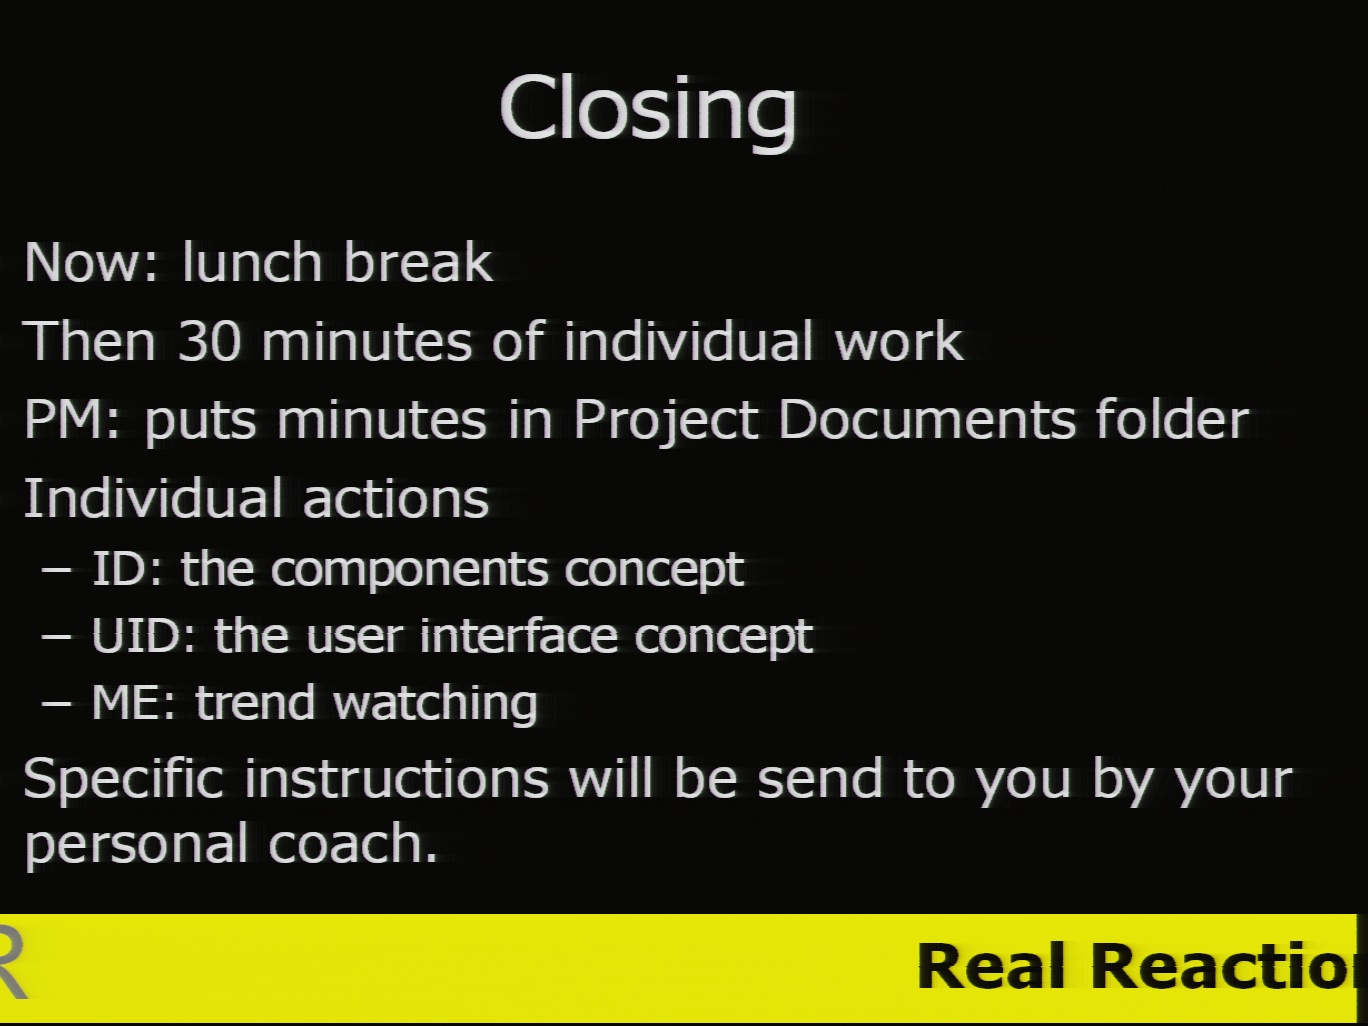 Closing
Now: lunch break
Then 30 minutes of individual work
PM: puts minutes in Project Documents folder
Individual actions
– ID: the components concept
– UID: the user interface concept
– ME: trend watching
Specific instructions will be send to you by your
personal coach.
R
Real Reaction